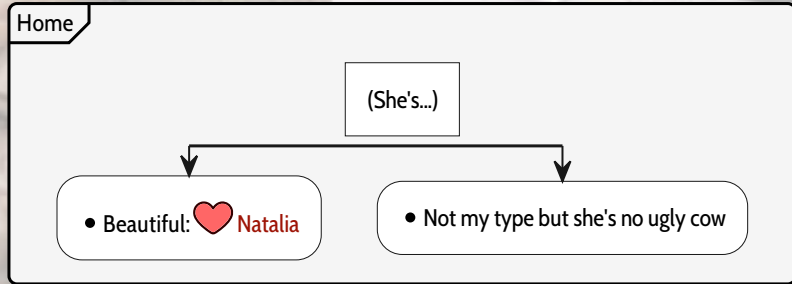 Home
(She's...)
• Beautiful: ❤ Natalia
• Not my type but she's no ugly cow